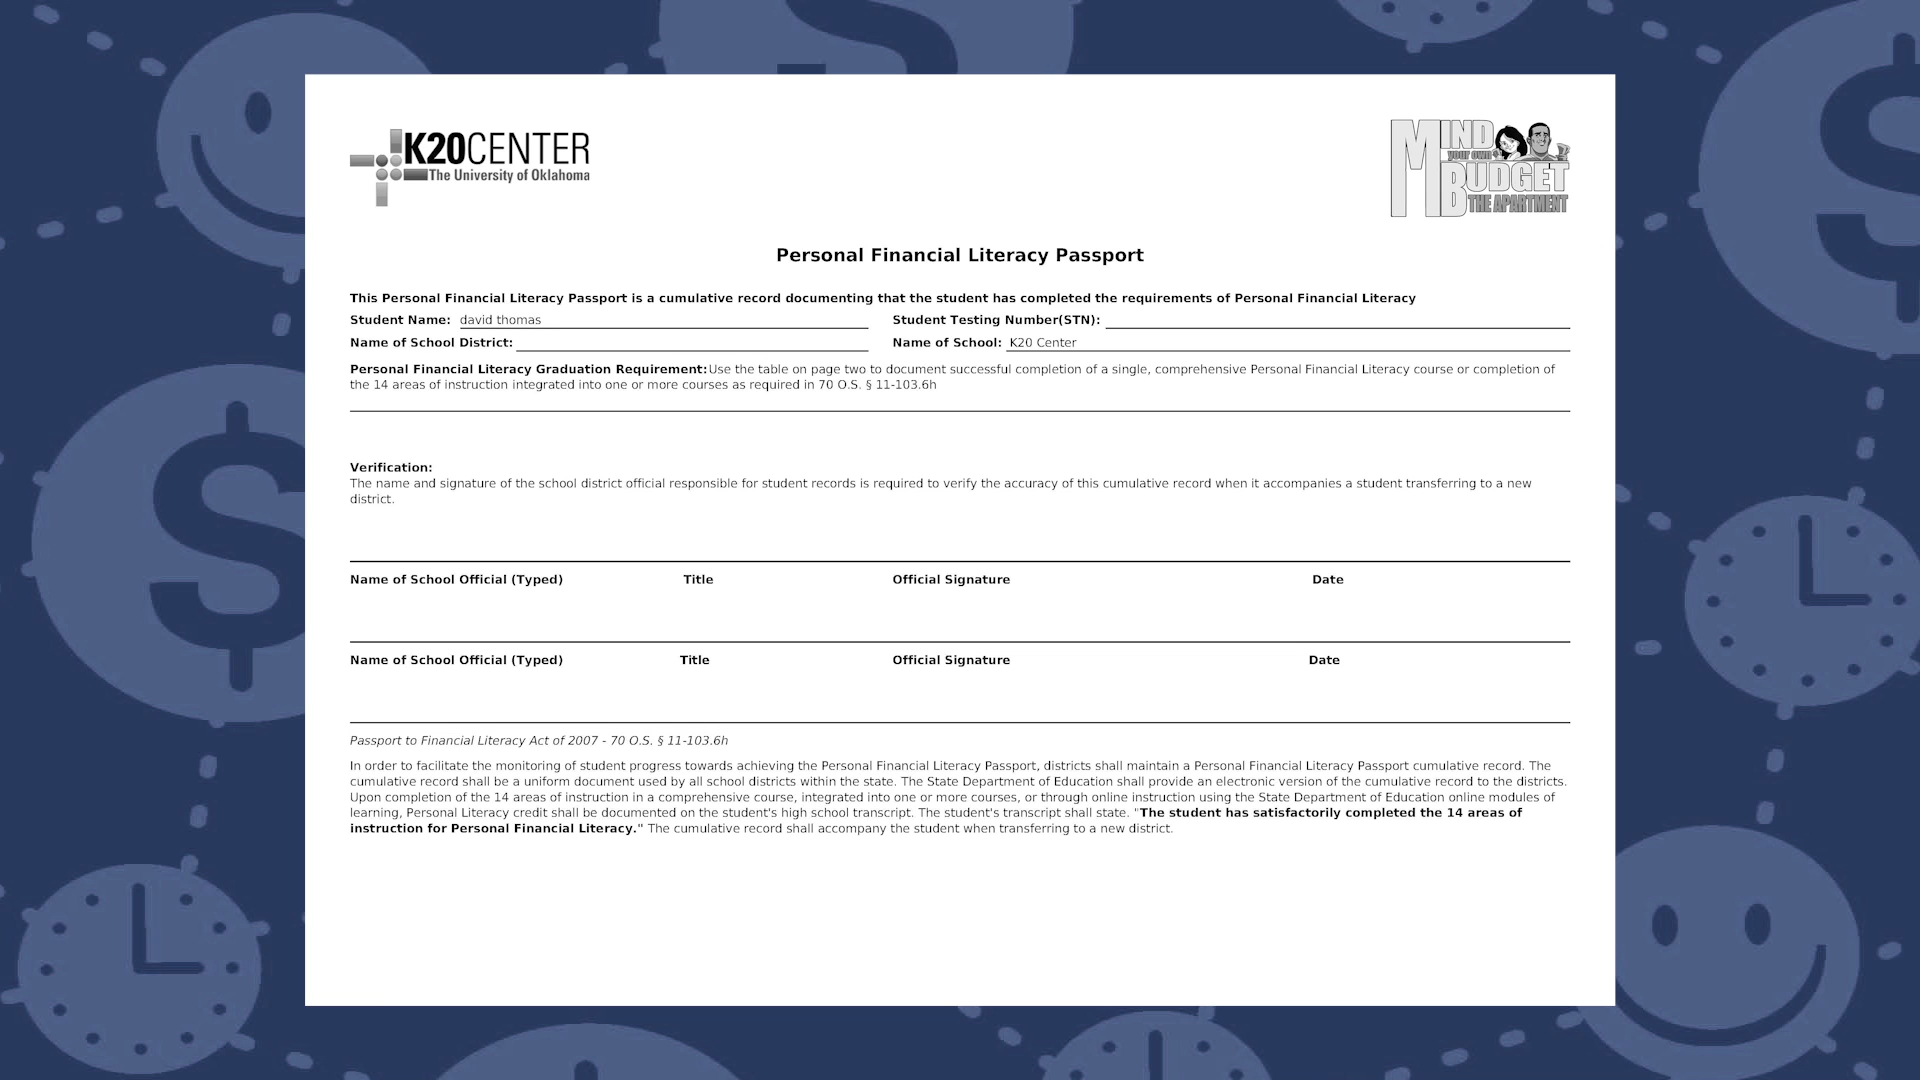 K20CENTER
The University of Oklahoma
MIND
your own
BUDGET
THE APARTMENT
Personal Financial Literacy Passport
This Personal Financial Literacy Passport is a cumulative record documenting that the student has completed the requirements of Personal Financial Literacy
Student Name: david thomas Student Testing Number(STN):
Name of School District: Name of School: K20 Center
Personal Financial Literacy Graduation Requirement:Use the table on page two to document successful completion of a single, comprehensive Personal Financial Literacy course or completion of
the 14 areas of instruction integrated into one or more courses as required in 70 O.S. § 11-103.6h
Verification:
The name and signature of the school district official responsible for student records is required to verify the accuracy of this cumulative record when it accompanies a student transferring to a new
district.
Name of School Official (Typed) Title Official Signature Date
Name of School Official (Typed) Title Official Signature Date
Passport to Financial Literacy Act of 2007 - 70 O.S. § 11-103.6h
In order to facilitate the monitoring of student progress towards achieving the Personal Financial Literacy Passport, districts shall maintain a Personal Financial Literacy Passport cumulative record. The
cumulative record shall be a uniform document used by all school districts within the state. The State Department of Education shall provide an electronic version of the cumulative record to the districts.
Upon completion of the 14 areas of instruction in a comprehensive course, integrated into one or more courses, or through online instruction using the State Department of Education online modules of
learning, Personal Literacy credit shall be documented on the student's high school transcript. The student's transcript shall state. "The student has satisfactorily completed the 14 areas of
instruction for Personal Financial Literacy." The cumulative record shall accompany the student when transferring to a new district.